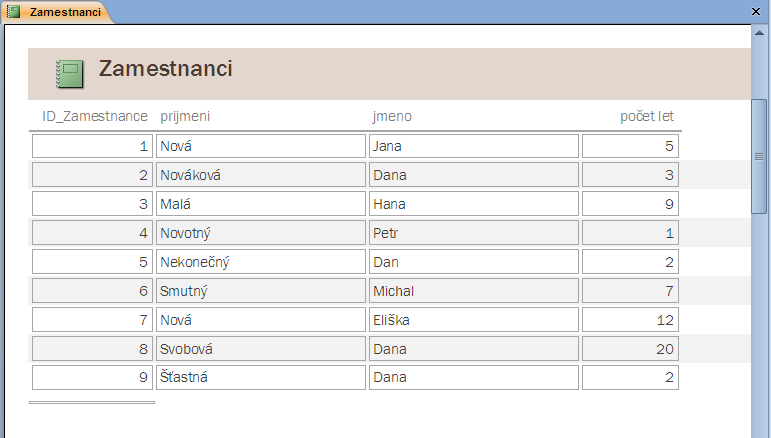 Zamestnanci
Zamestnanci
ID_Zamestnance prijmeni jmeno počet let
1 Nová Jana 5
2 Nováková Dana 3
3 Malá Hana 9
4 Novotný Petr 1
5 Nekonečný Dan 2
6 Smutný Michal 7
7 Nová Eliška 12
8 Svobová Dana 20
9 Šťastná Dana 2